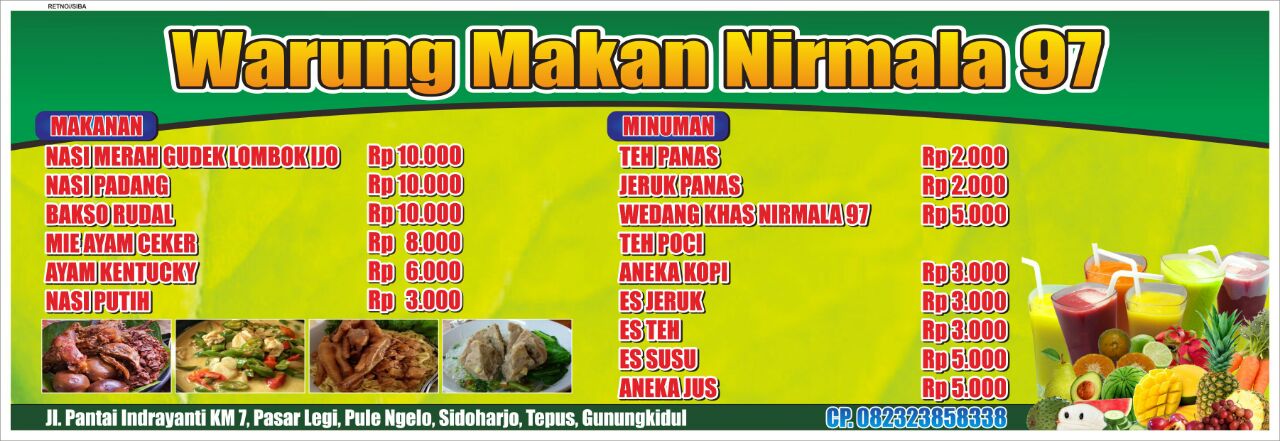 RETNO//SIBA
Warung Makan Nirmala 97
MAKANAN
NASI MERAH GUDEK LOMBOK IJO Rp 10.000
NASI PADANG Rp 10.000
BAKSO RUDAL Rp 10.000
MIE AYAM CEKER Rp 8.000
AYAM KENTUCKY Rp 6.000
NASI PUTIH Rp 3.000
MINUMAN
TEH PANAS Rp 2.000
JERUK PANAS Rp 2.000
WEDANG KHAS NIRMALA 97 Rp 5.000
TEH POCI
ANEKA KOPI Rp 3.000
ES JERUK Rp 3.000
ES TEH Rp 3.000
ES SUSU Rp 5.000
ANEKA JUS Rp 5.000
Jl. Pantai Indrayanti KM 7, Pasar Legi, Pule Ngelo, Sidoharjo, Tepus, Gunungkidul
CP. 082323858338